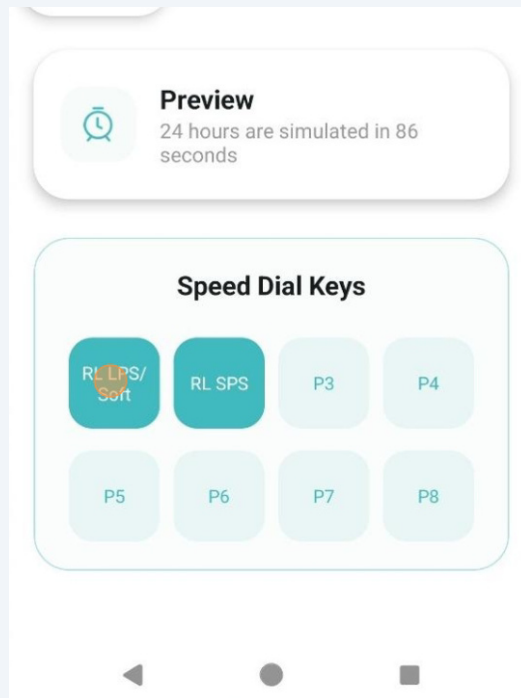 Preview
24 hours are simulated in 86
seconds
Speed Dial Keys
RL LPS/
Soft
RL SPS
P3
P4
P5
P6
P7
P8